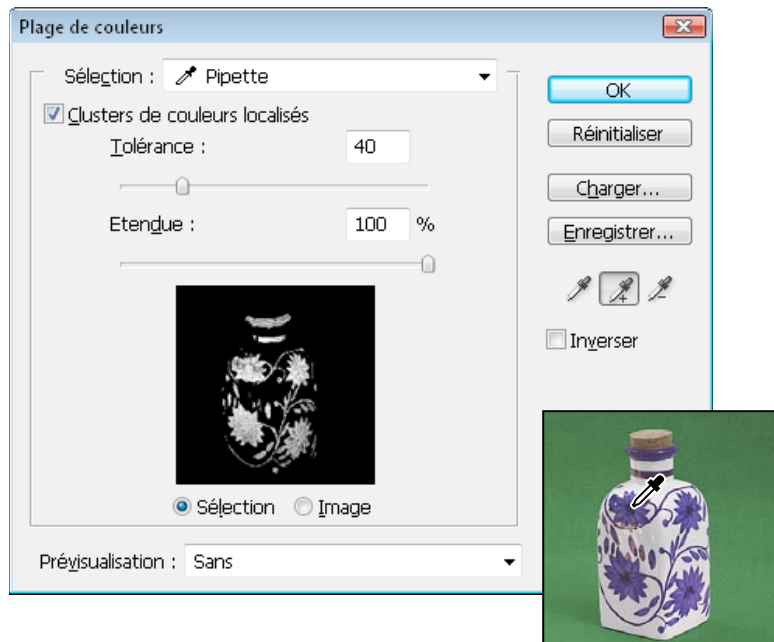 Plage de couleurs
Sélection : Pipette
Clusters de couleurs localisés
Tolérance : 40
Etendue : 100 %
Sélection Image
Prévisualisation : Sans
OK
Réinitialiser
Charger...
Enregistrer...
Inverser